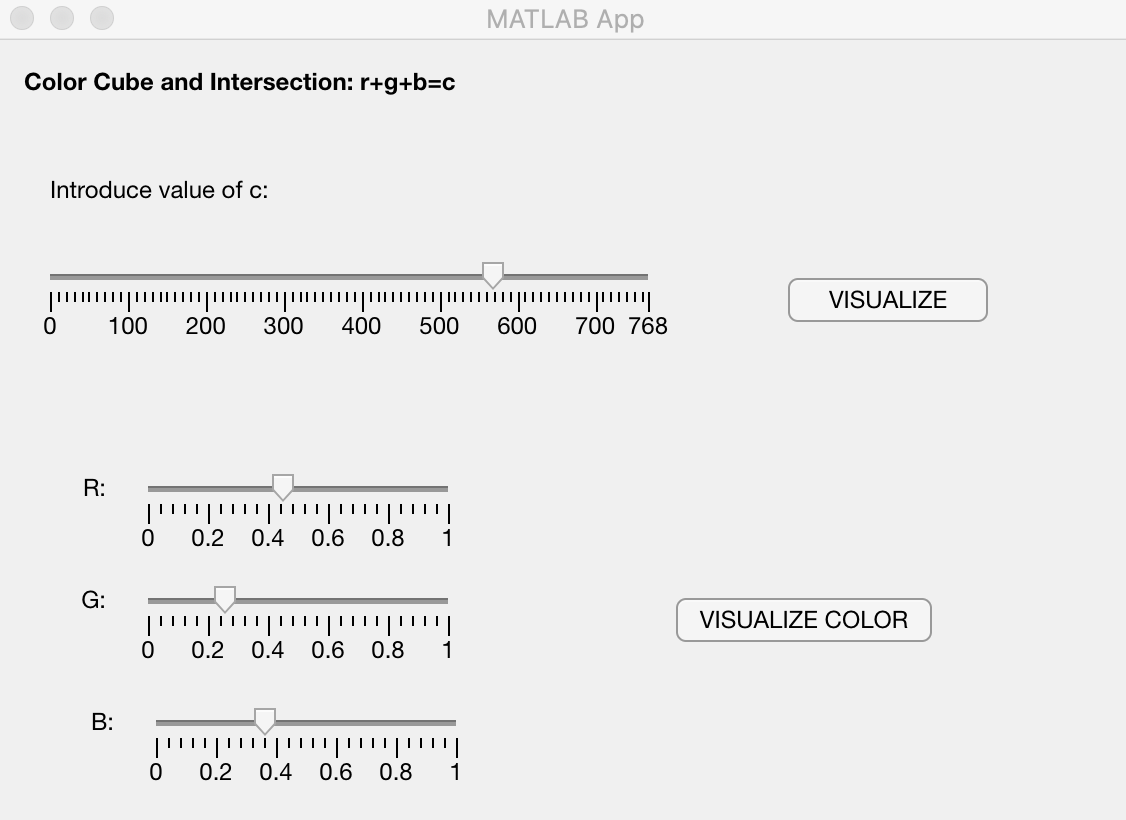 MATLAB App
Color Cube and Intersection: r+g+b=c
Introduce value of c:
VISUALIZE
0 100 200 300 400 500 600 700 768
R:
0 0.2 0.4 0.6 0.8 1
G:
VISUALIZE COLOR
0 0.2 0.4 0.6 0.8 1
B:
0 0.2 0.4 0.6 0.8 1